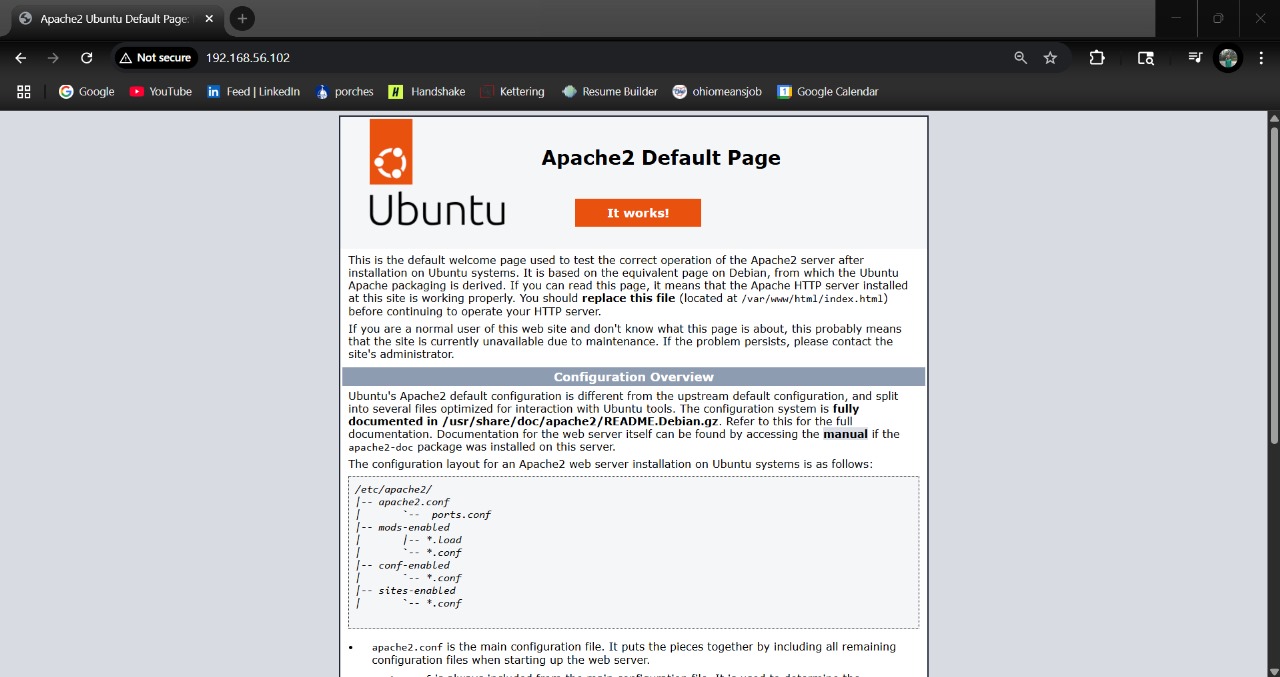 Apache2 Ubuntu Default Page:
Not secure 192.168.56.102
Google YouTube Feed | LinkedIn porches Handshake Kettering Resume Builder ohiomeansjob Google Calendar
Apache2 Default Page
Ubuntu
It works!
This is the default welcome page used to test the correct operation of the Apache2 server after
installation on Ubuntu systems. It is based on the equivalent page on Debian, from which the Ubuntu
Apache packaging is derived. If you can read this page, it means that the Apache HTTP server installed
at this site is working properly. You should replace this file (located at /var/www/html/index.html)
before continuing to operate your HTTP server.
If you are a normal user of this web site and don't know what this page is about, this probably means
that the site is currently unavailable due to maintenance. If the problem persists, please contact the
site's administrator.
Configuration Overview
Ubuntu's Apache2 default configuration is different from the upstream default configuration, and split
into several files optimized for interaction with Ubuntu tools. The configuration system is fully
documented in /usr/share/doc/apache2/README.Debian.gz. Refer to this for the full
documentation. Documentation for the web server itself can be found by accessing the manual if the
apache2-doc package was installed on this server.
The configuration layout for an Apache2 web server installation on Ubuntu systems is as follows:
/etc/apache2/
|-- apache2.conf
|       `--  ports.conf
|-- mods-enabled
|       |-- *.load
|       `-- *.conf
|-- conf-enabled
|       `-- *.conf
|-- sites-enabled
|       `-- *.conf
• apache2.conf is the main configuration file. It puts the pieces together by including all remaining
configuration files when starting up the web server.
is always included from the main configuration file. It is used to determine the